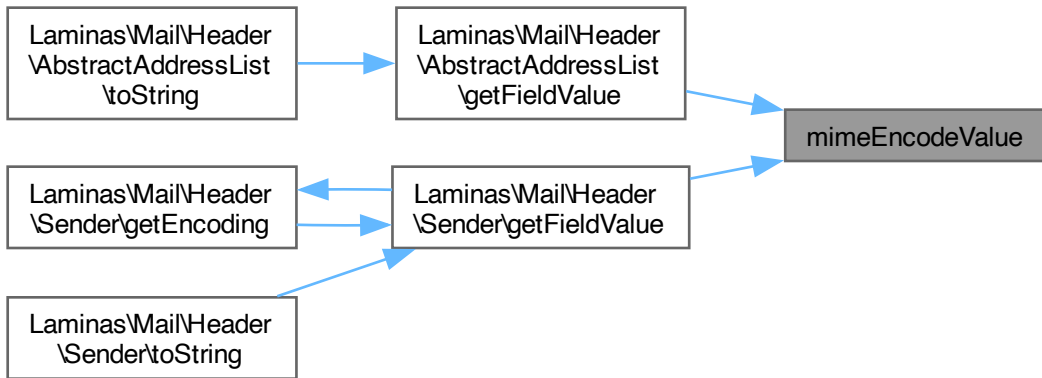 Laminas\Mail\Header
\AbstractAddressList
\toString
Laminas\Mail\Header
\AbstractAddressList
\getFieldValue
mimeEncodeValue
Laminas\Mail\Header
\Sender\getEncoding
Laminas\Mail\Header
\Sender\getFieldValue
Laminas\Mail\Header
\Sender\toString